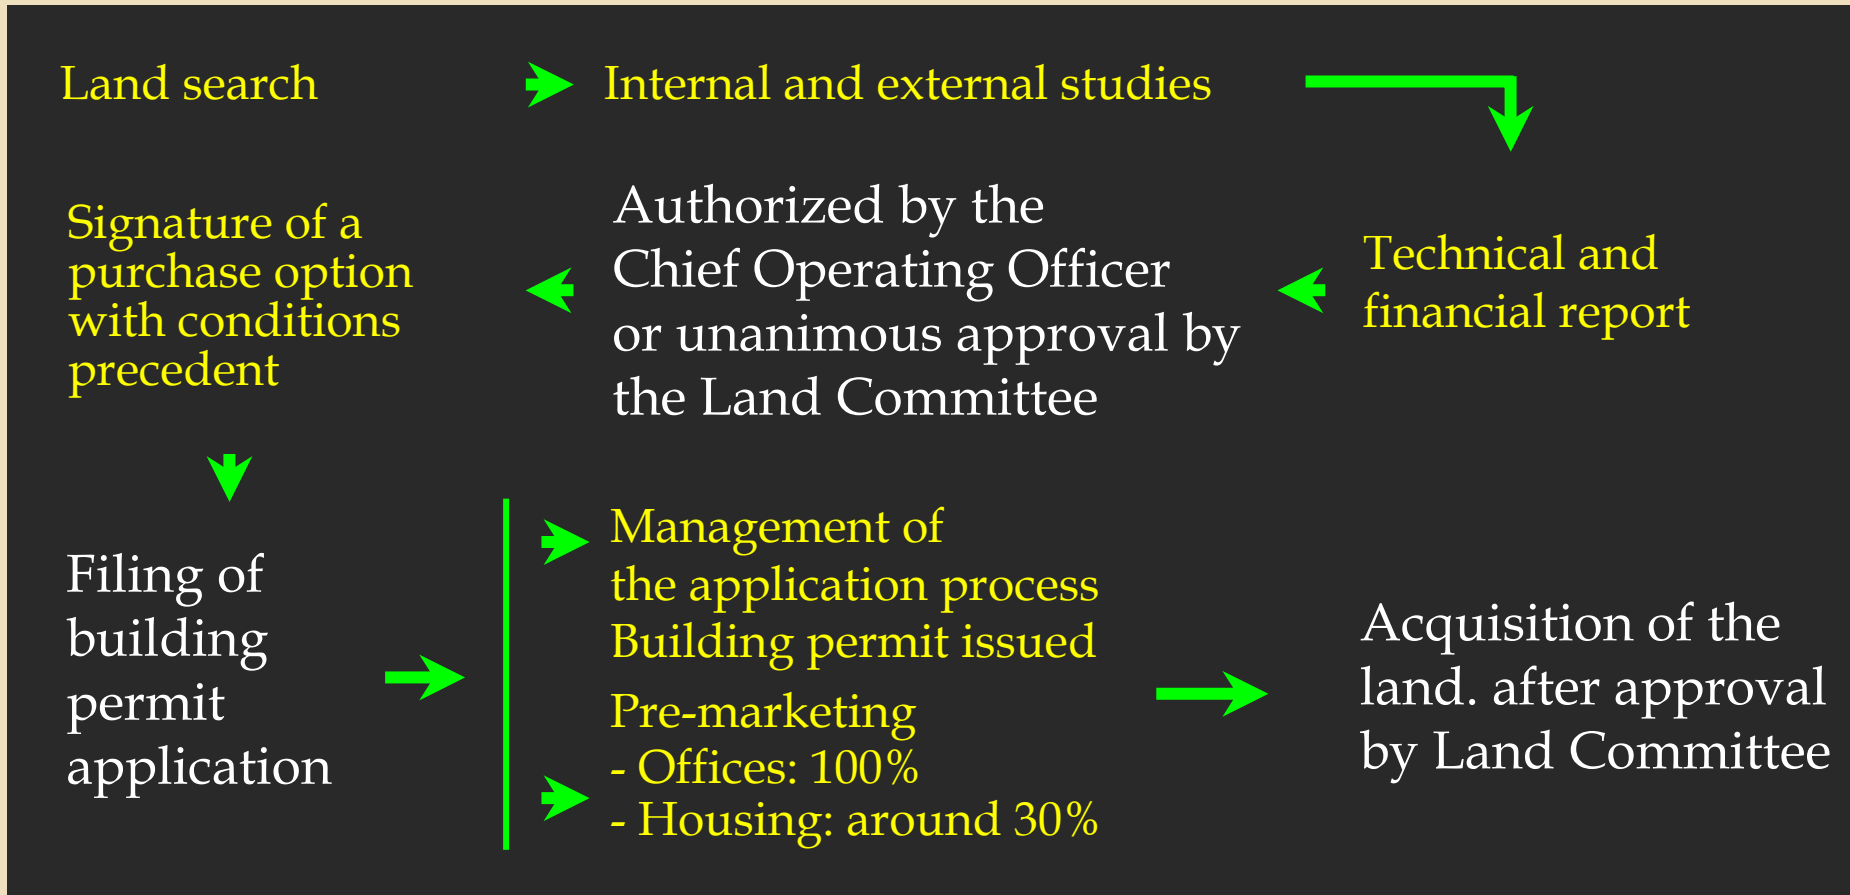 Land search
Internal and external studies
Signature of a
purchase option
with conditions
precedent
Authorized by the
Chief Operating Officer
or unanimous approval by
the Land Committee
Technical and
financial report
Filing of
building
permit
application
Management of
the application process
Building permit issued
Pre-marketing
- Offices: 100%
- Housing: around 30%
Acquisition of the
land. after approval
by Land Committee